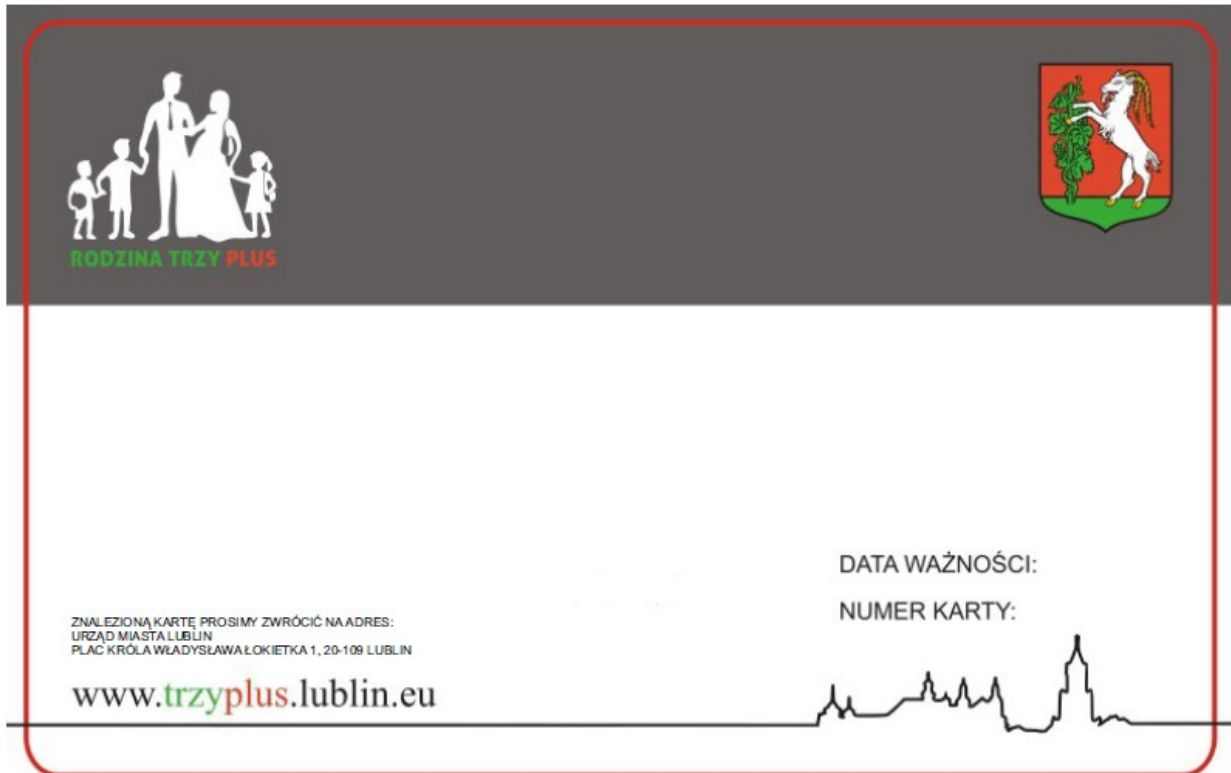 RODZINA TRZY PLUS
DATA WAŻNOŚCI:
NUMER KARTY:
ZNALEZIONĄ KARTĘ PROSIMY ZWRÓCIĆ NA ADRES:
URZĄD MIASTA LUBLIN
PLAC KRÓLA WŁADYSŁAWA ŁOKIETKA 1, 20-109 LUBLIN
www.trzyplus.lublin.eu